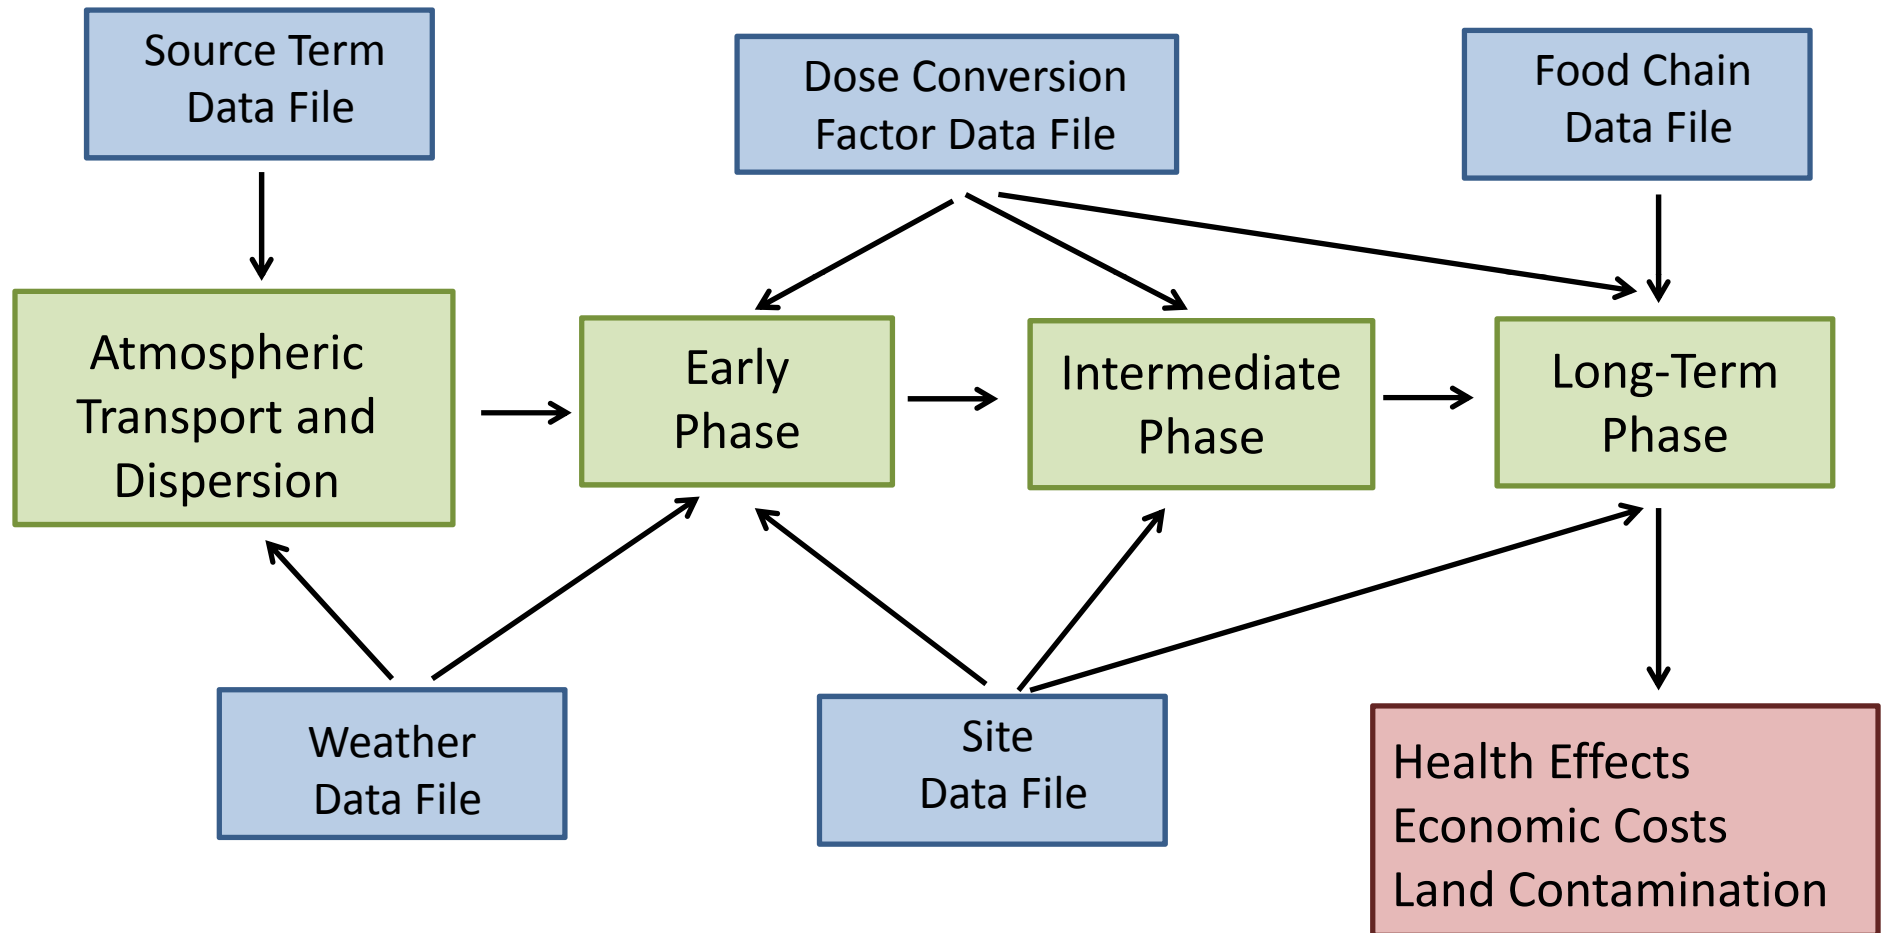 Source Term
Data File
Dose Conversion
Factor Data File
Food Chain
Data File
Atmospheric
Transport and
Dispersion
Early
Phase
Intermediate
Phase
Long-Term
Phase
Weather
Data File
Site
Data File
Health Effects
Economic Costs
Land Contamination